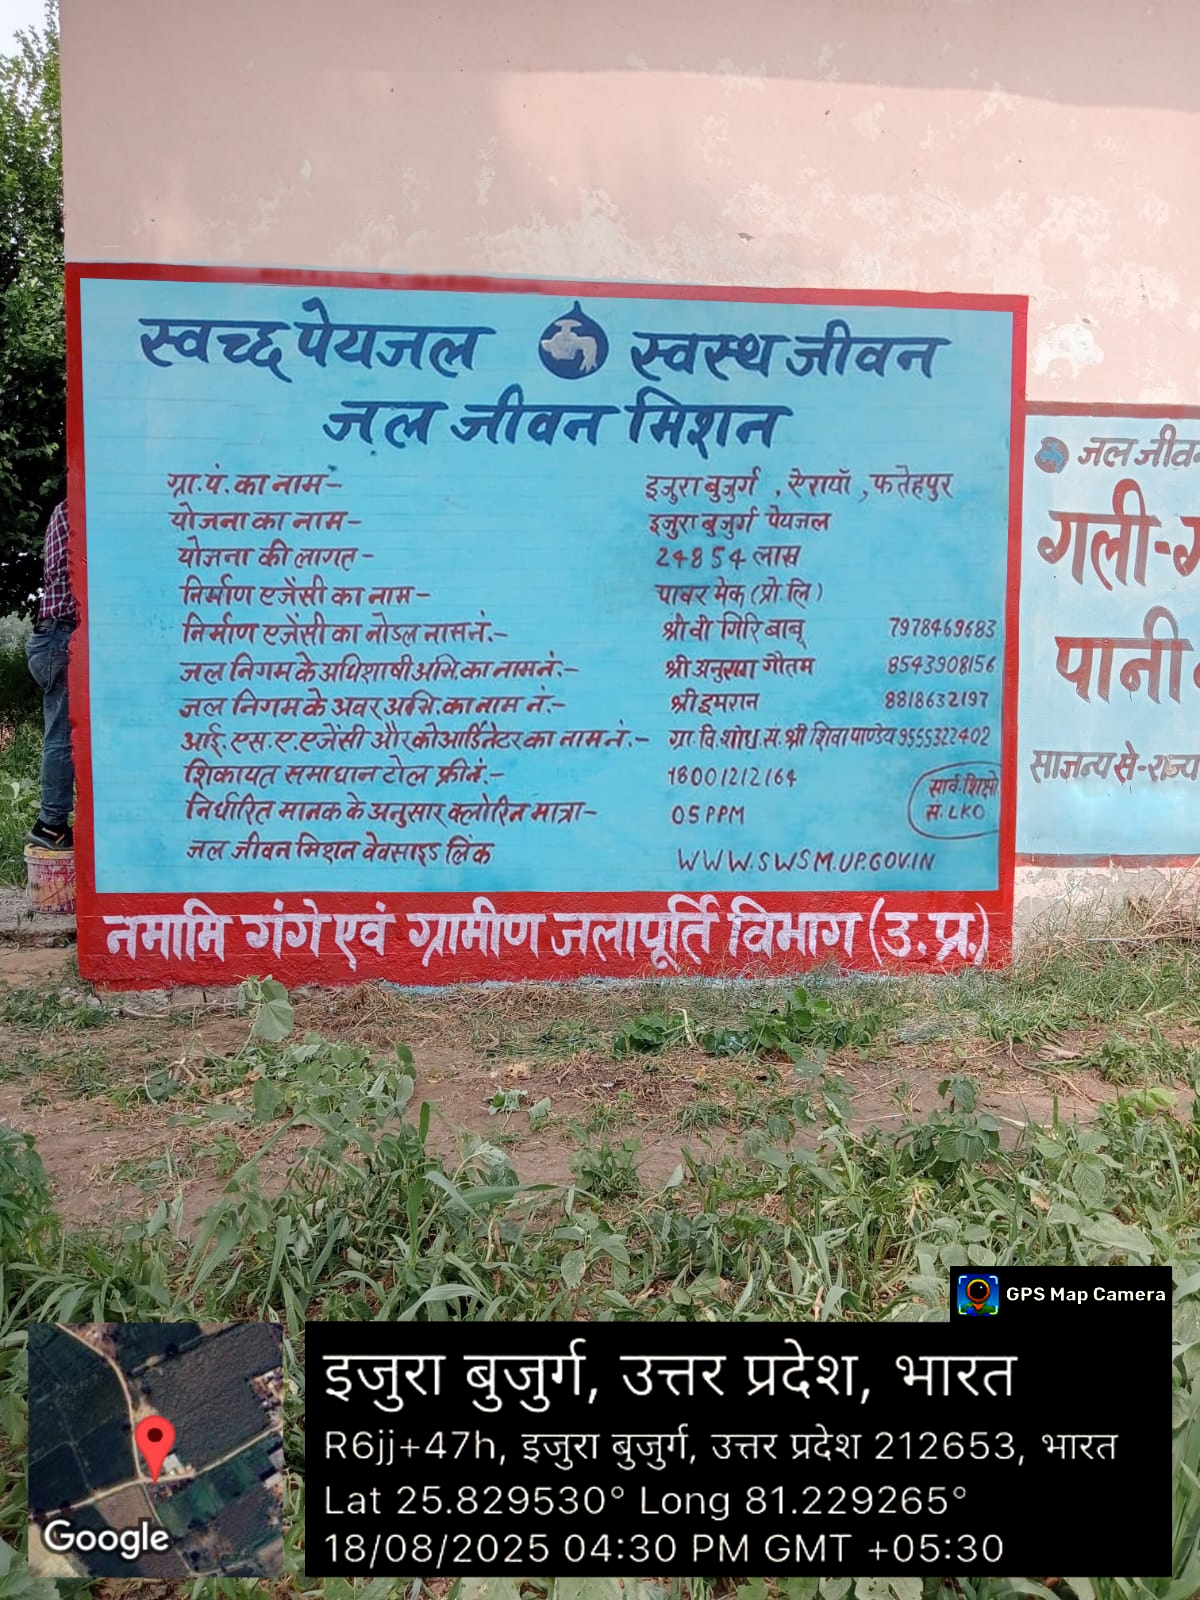 स्वच्छ पेयजल स्वस्थ जीवन
जल जीवन मिशन
ग्रा.पं.का नाम- इजुरा बुजुर्ग , ऐरायाँ , फतेहपुर
योजना का नाम- इजुरा बुजुर्ग पेयजल
योजना की लागत- 248 54 लाख
निर्माण एजेंसी का नाम- पावर मेक (प्रो.लि)
निर्माण एजेंसी का नोडल नाम नं.- श्री वी गिरि बाबू 7978469683
जल निगम के अधिशाषी अभि.का नाम नं:- श्री अनुराग गौतम 8543908156
जल निगम के अवर अभि.का नाम नं:- श्री इमरान 8818632197
आई.एस.ए.एजेंसी और कोआर्डिनेटर का नाम नं.- ग्रा.वि.शोध.सं.श्री शिवा पाण्डेय 9555322402
शिकायत समाधान टोल फ्री नं.- 18001212164
सार्व.शिक्षो
स. LKO
निर्धारित मानक के अनुसार क्लोरिन मात्रा- 05 PPM
जल जीवन मिशन वेवसाइड लिंक WWW.SWSM.UP.GOV.IN
नमामि गंगे एवं ग्रामीण जलापूर्ति विभाग (उ.प्र.)
जल जीवन
गली-ग
पानी
साजन्य से-राज्य
GPS Map Camera
इजुरा बुजुर्ग, उत्तर प्रदेश, भारत
R6jj+47h, इजुरा बुजुर्ग, उत्तर प्रदेश 212653, भारत
Lat 25.829530° Long 81.229265°
18/08/2025 04:30 PM GMT +05:30
Google